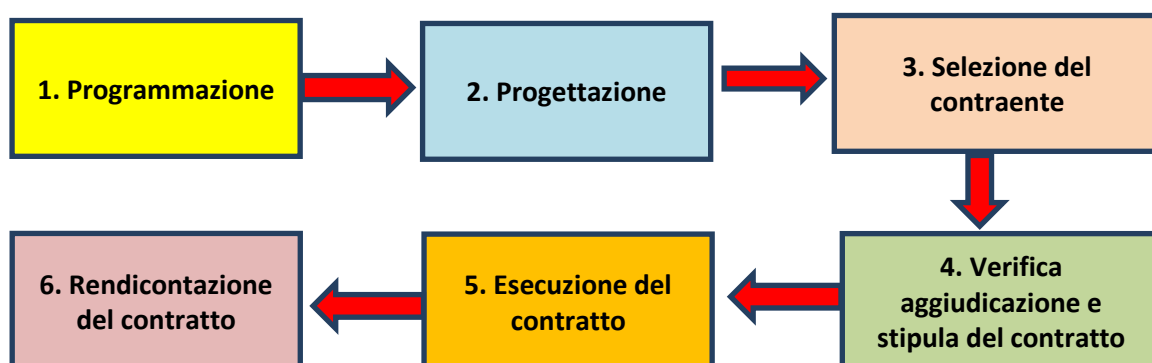 1. Programmazione
2. Progettazione
3. Selezione del
contraente
4. Verifica
aggiudicazione e
stipula del contratto
5. Esecuzione del
contratto
6. Rendicontazione
del contratto